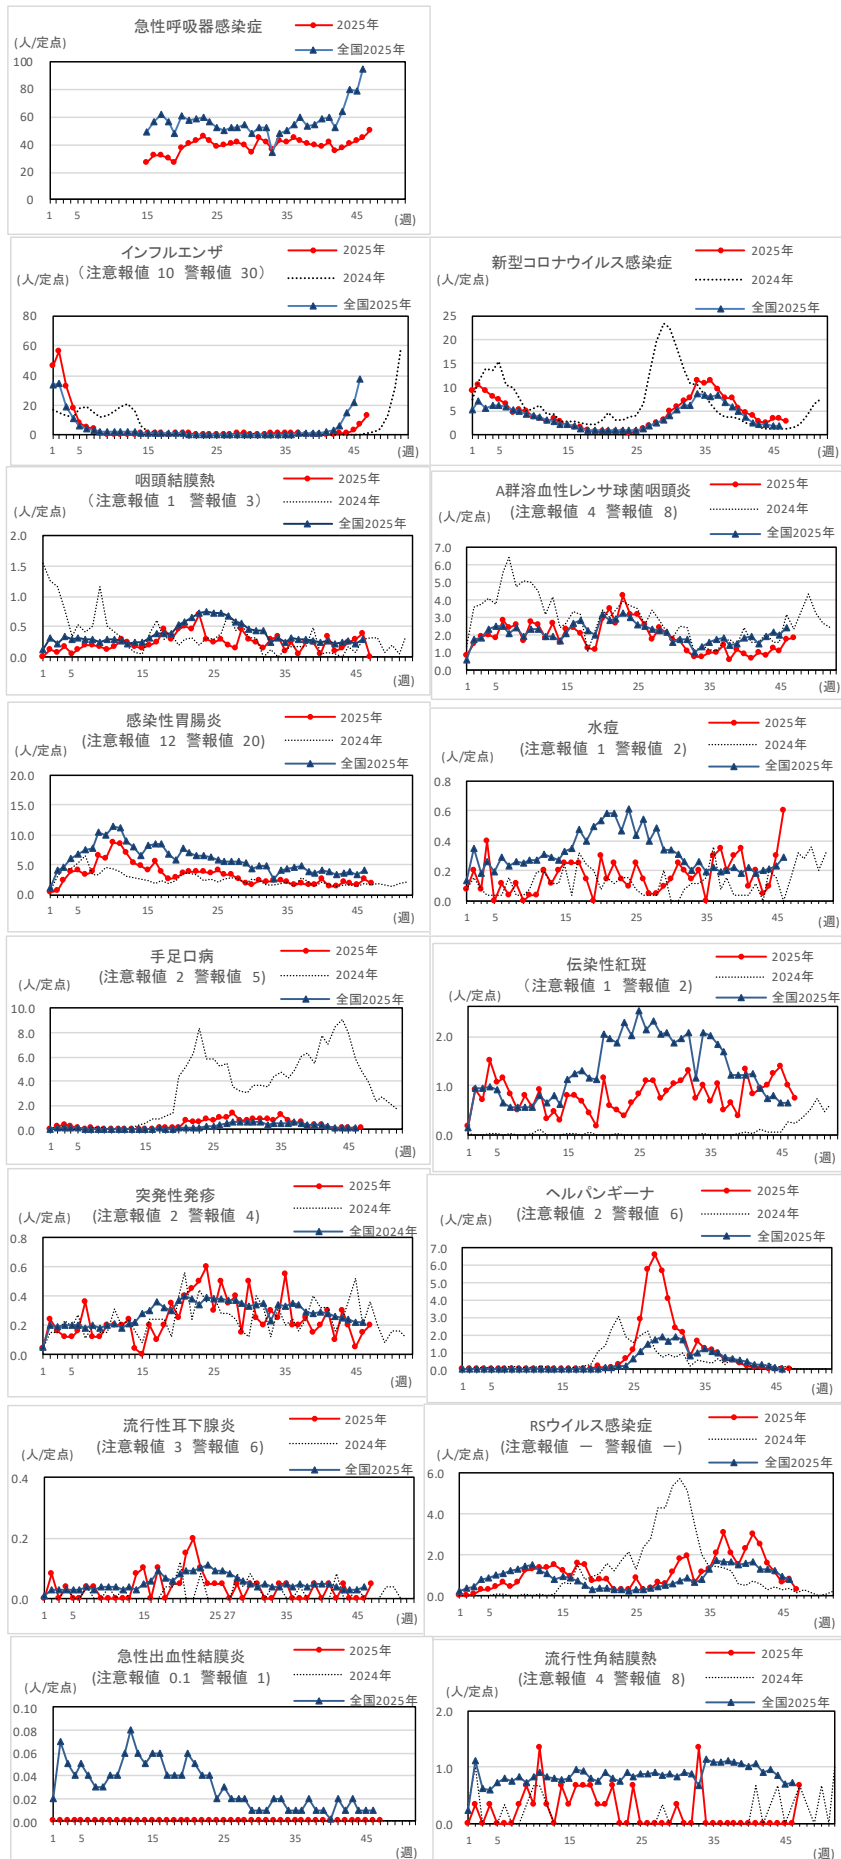 急性呼吸器感染症
2025年
全国2025年
(人/定点)
100
80
60
40
20
0
1 5 15 25 35 45 (週)
インフルエンザ
（注意報値 10 警報値 30）
2025年
2024年
全国2025年
(人/定点)
80
60
40
20
0
1 5 15 25 35 45 (週)
新型コロナウイルス感染症
2025年
2024年
全国2025年
(人/定点)
25
20
15
10
5
0
1 5 15 25 35 45 (週)
咽頭結膜熱
（注意報値 1 警報値 3）
2025年
2024年
全国2025年
(人/定点)
2.0
1.5
1.0
0.5
0.0
1 5 15 25 35 45 (週)
A群溶血性レンサ球菌咽頭炎
(注意報値 4 警報値 8)
2025年
2024年
全国2025年
(人/定点)
7.0
6.0
5.0
4.0
3.0
2.0
1.0
0.0
1 5 15 25 35 45 (週)
感染性胃腸炎
(注意報値 12 警報値 20)
2025年
2024年
全国2025年
(人/定点)
20.0
15.0
10.0
5.0
0.0
1 5 15 25 35 45 (週)
水痘
(注意報値 1 警報値 2)
2025年
2024年
全国2025年
(人/定点)
0.8
0.6
0.4
0.2
0.0
1 5 15 25 35 45 (週)
手足口病
(注意報値 2 警報値 5)
2025年
2024年
全国2025年
(人/定点)
10.0
8.0
6.0
4.0
2.0
0.0
1 5 15 25 35 45 (週)
伝染性紅斑
（注意報値 1 警報値 2)
2025年
2024年
全国2025年
(人/定点)
2.0
1.0
0.0
1 5 15 25 35 45 (週)
突発性発疹
(注意報値 2 警報値 4)
2025年
2024年
全国2024年
(人/定点)
0.8
0.6
0.4
0.2
0.0
1 5 15 25 35 45 (週)
ヘルパンギーナ
(注意報値 2 警報値 6)
2025年
2024年
全国2025年
(人/定点)
7.0
6.0
5.0
4.0
3.0
2.0
1.0
0.0
1 5 15 25 35 45 (週)
流行性耳下腺炎
(注意報値 3 警報値 6)
2025年
2024年
全国2025年
(人/定点)
0.4
0.2
0.0
1 5 15 25 27 35 45 (週)
RSウイルス感染症
(注意報値 ー 警報値 ー)
2025年
2024年
全国2025年
(人/定点)
6.0
4.0
2.0
0.0
1 5 15 25 35 45 (週)
急性出血性結膜炎
(注意報値 0.1 警報値 1)
2025年
2024年
全国2025年
(人/定点)
0.10
0.08
0.06
0.04
0.02
0.00
1 5 15 25 35 45 (週)
流行性角結膜熱
(注意報値 4 警報値 8)
2025年
2024年
全国2025年
(人/定点)
2.0
1.0
0.0
1 5 15 25 35 45 (週)